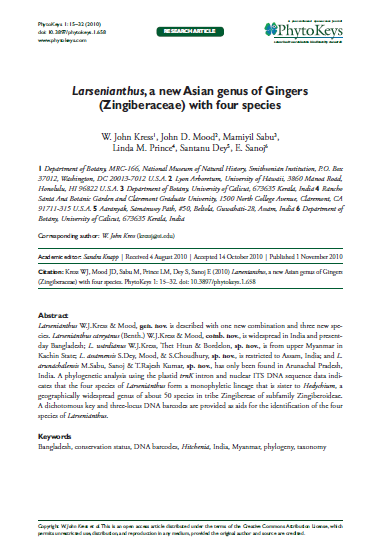 PhytoKeys 1: 15–32 (2010)
doi: 10.3897/phytokeys.1.658
www.phytokeys.com
RESEARCH ARTICLE
A peer-reviewed open-access journal
PhytoKeys
Larsenianthus, a new Asian genus of Gingers
(Zingiberaceae) with four species
W. John Kress1, John D. Mood2, Mamiyil Sabu3,
Linda M. Prince4, Santanu Dey5, E. Sanoj6
1 Department of Botany, MRC-166, National Museum of Natural History, Smithsonian Institution, P.O. Box
37012, Washington, DC 20013-7012 U.S.A. 2 Lyon Arboretum, University of Hawaii, 3860 Manoa Road,
Honolulu, HI 96822 U.S.A. 3 Department of Botany, University of Calicut, 673635 Kerala, India 4 Rancho
Santa Ana Botanic Garden and Claremont Graduate University, 1500 North College Avenue, Claremont, CA
91711-315 U.S.A. 5 Aaranyak, Samanway Path, #50, Beltola, Guwahati-28, Assam, India 6 Department of
Botany, University of Calicut, 673635 Kerala, India
Corresponding author: W. John Kress (kressj@si.edu)
Academic editor: Sandra Knapp | Received 4 August 2010 | Accepted 14 October 2010 | Published 1 November 2010
Citation: Kress WJ, Mood JD, Sabu M, Prince LM, Dey S, Sanoj E (2010) Larsenianthus, a new Asian genus of Gingers
(Zingiberaceae) with four species. PhytoKeys 1: 15–32. doi: 10.3897/phytokeys.1.658
Abstract
Larsenianthus W.J.Kress & Mood, gen. nov. is described with one new combination and three new spe-
cies. Larsenianthus careyanus (Benth.) W.J.Kress & Mood, comb. nov., is widespread in India and present-
day Bangladesh; L. wardianus W.J.Kress, Thet Htun & Bordelon, sp. nov., is from upper Myanmar in
Kachin State; L. assamensis S.Dey, Mood, & S.Choudhury, sp. nov., is restricted to Assam, India; and L.
arunachalensis M.Sabu, Sanoj & T.Rajesh Kumar, sp. nov., has only been found in Arunachal Pradesh,
India. A phylogenetic analysis using the plastid trnK intron and nuclear ITS DNA sequence data indi-
cates that the four species of Larsenianthus form a monophyletic lineage that is sister to Hedychium, a
geographically widespread genus of about 50 species in tribe Zingibereae of subfamily Zingiberoideae.
A dichotomous key and three-locus DNA barcodes are provided as aids for the identification of the four
species of Larsenianthus.
Keywords
Bangladesh, conservation status, DNA barcodes, Hitchenia, India, Myanmar, phylogeny, taxonomy
Copyright W. John Kress et al. This is an open access article distributed under the terms of the Creative Commons Attribution License, which
permits unrestricted use, distribution, and reproduction in any medium, provided the original author and source are credited.